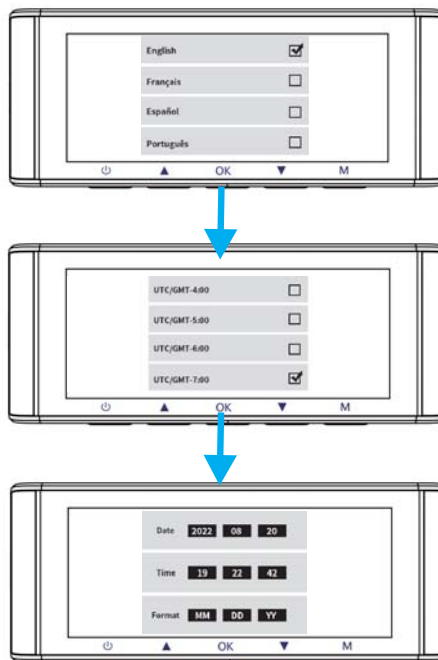 English
Français
Español
Português
⏻ ▲ OK ▼ M
UTC/GMT-4:00
UTC/GMT-5:00
UTC/GMT-6:00
UTC/GMT-7:00
⏻ ▲ OK ▼ M
Date 2022 08 20
Time 19 22 42
Format MM DD YY
⏻ ▲ OK ▼ M